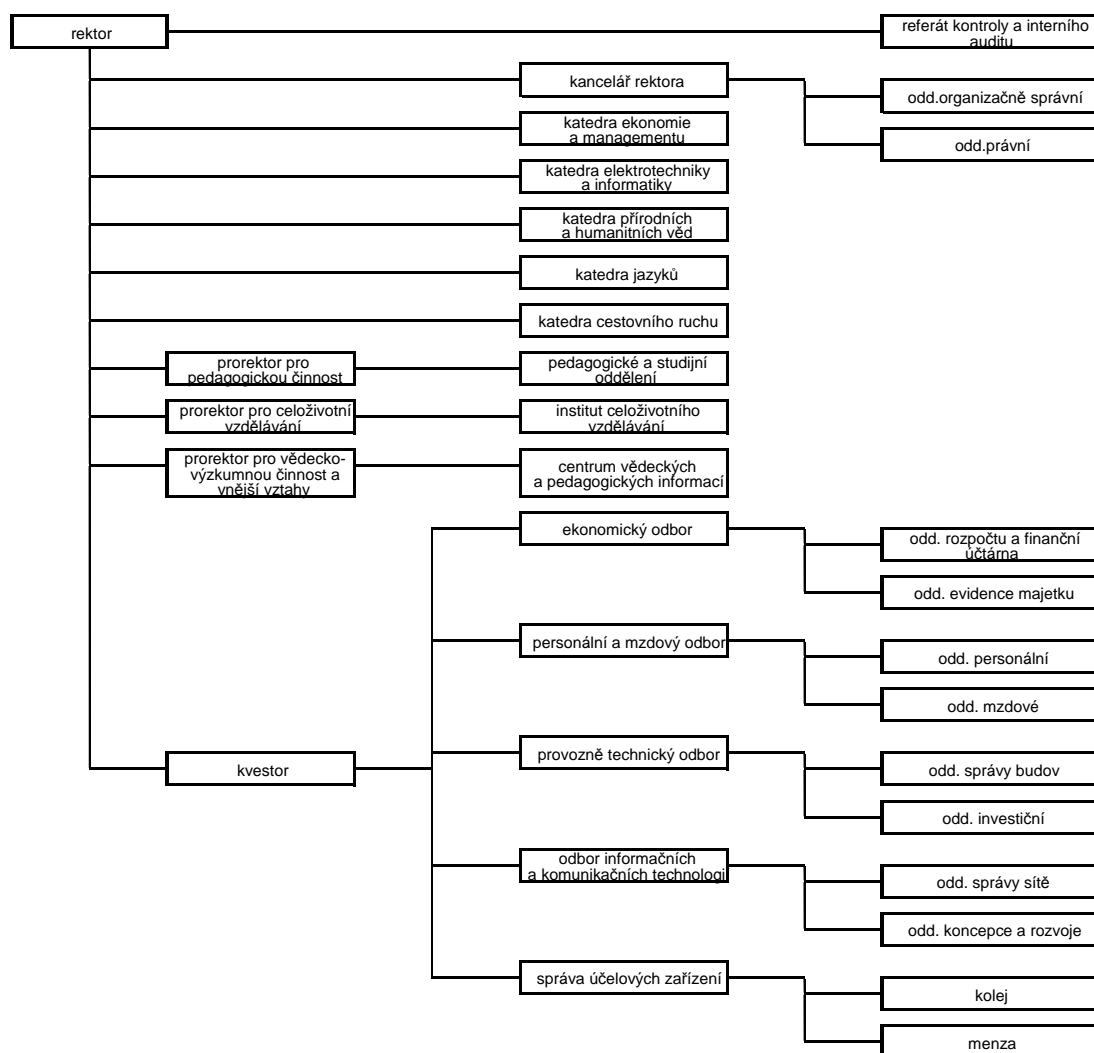 rektor
referát kontroly a interního
auditu
kancelář rektora
odd.organizačně správní
katedra ekonomie
a managementu
odd.právní
katedra elektrotechniky
a informatiky
katedra přírodních
a humanitních věd
katedra jazyků
katedra cestovního ruchu
prorektor pro
pedagogickou činnost
pedagogické a studijní
oddělení
prorektor pro celoživotní
vzdělávání
institut celoživotního
vzdělávání
prorektor pro vědecko-
výzkumnou činnost a
vnější vztahy
centrum vědeckých
a pedagogických informací
ekonomický odbor
odd. rozpočtu a finanční
účtárna
odd. evidence majetku
personální a mzdový odbor
odd. personální
odd. mzdové
provozně technický odbor
kvestor
odd. správy budov
odd. investiční
odbor informačních
a komunikačních technologi
odd. správy sítě
odd. koncepce a rozvoje
správa účelových zařízení
kolej
menza